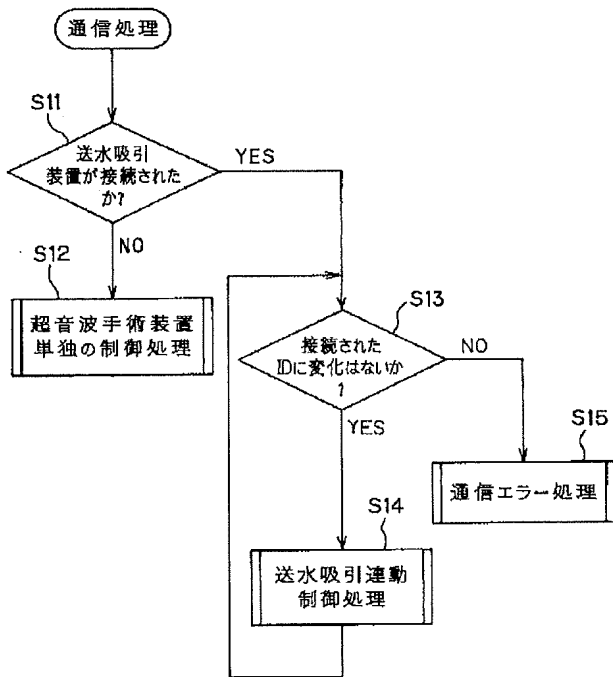 通信処理
S11
送水吸引
装置が接続された
か?
YES
NO
S12
超音波手術装置
単独の制御処理
S13
接続された
IDに変化はないか
?
NO
YES
S15
通信エラー処理
S14
送水吸引連動
制御処理